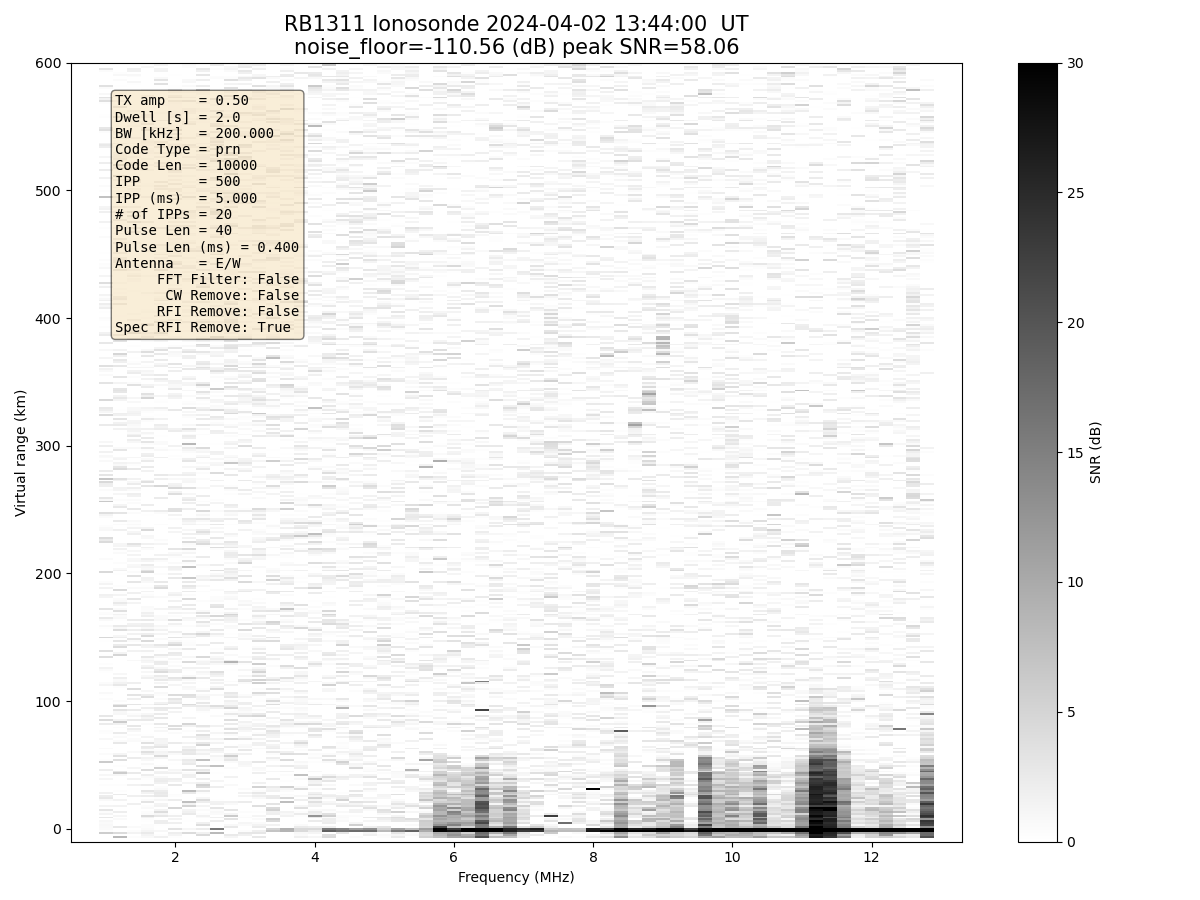 RB1311 Ionosonde 2024-04-02 13:44:00  UT
noise_floor=-110.56 (dB) peak SNR=58.06
TX amp    = 0.50
Dwell [s] = 2.0
BW [kHz]  = 200.000
Code Type = prn
Code Len  = 10000
IPP       = 500
IPP (ms)  = 5.000
# of IPPs = 20
Pulse Len = 40
Pulse Len (ms) = 0.400
Antenna   = E/W
FFT Filter: False
CW Remove: False
RFI Remove: False
Spec RFI Remove: True
Virtual range (km)
600
500
400
300
200
100
0
2 4 6 8 10 12
Frequency (MHz)
30
25
20
15
10
5
0
SNR (dB)